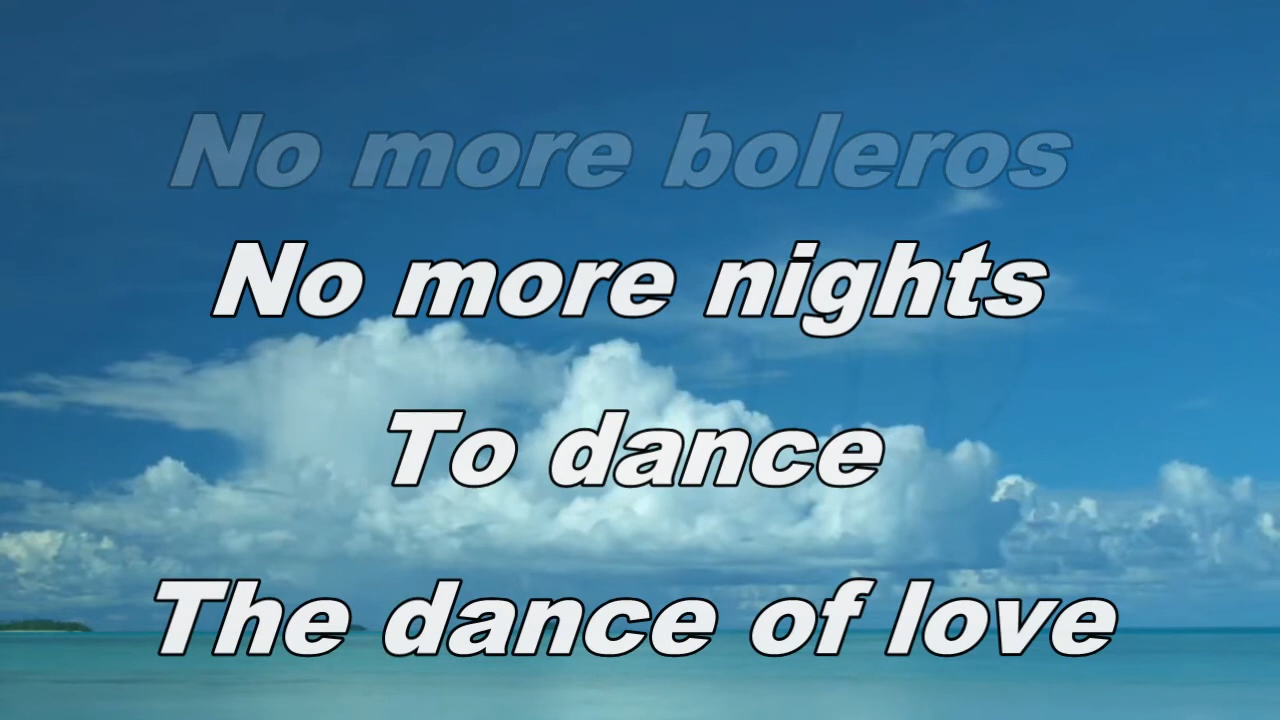 No more boleros
No more nights
To dance
The dance of love